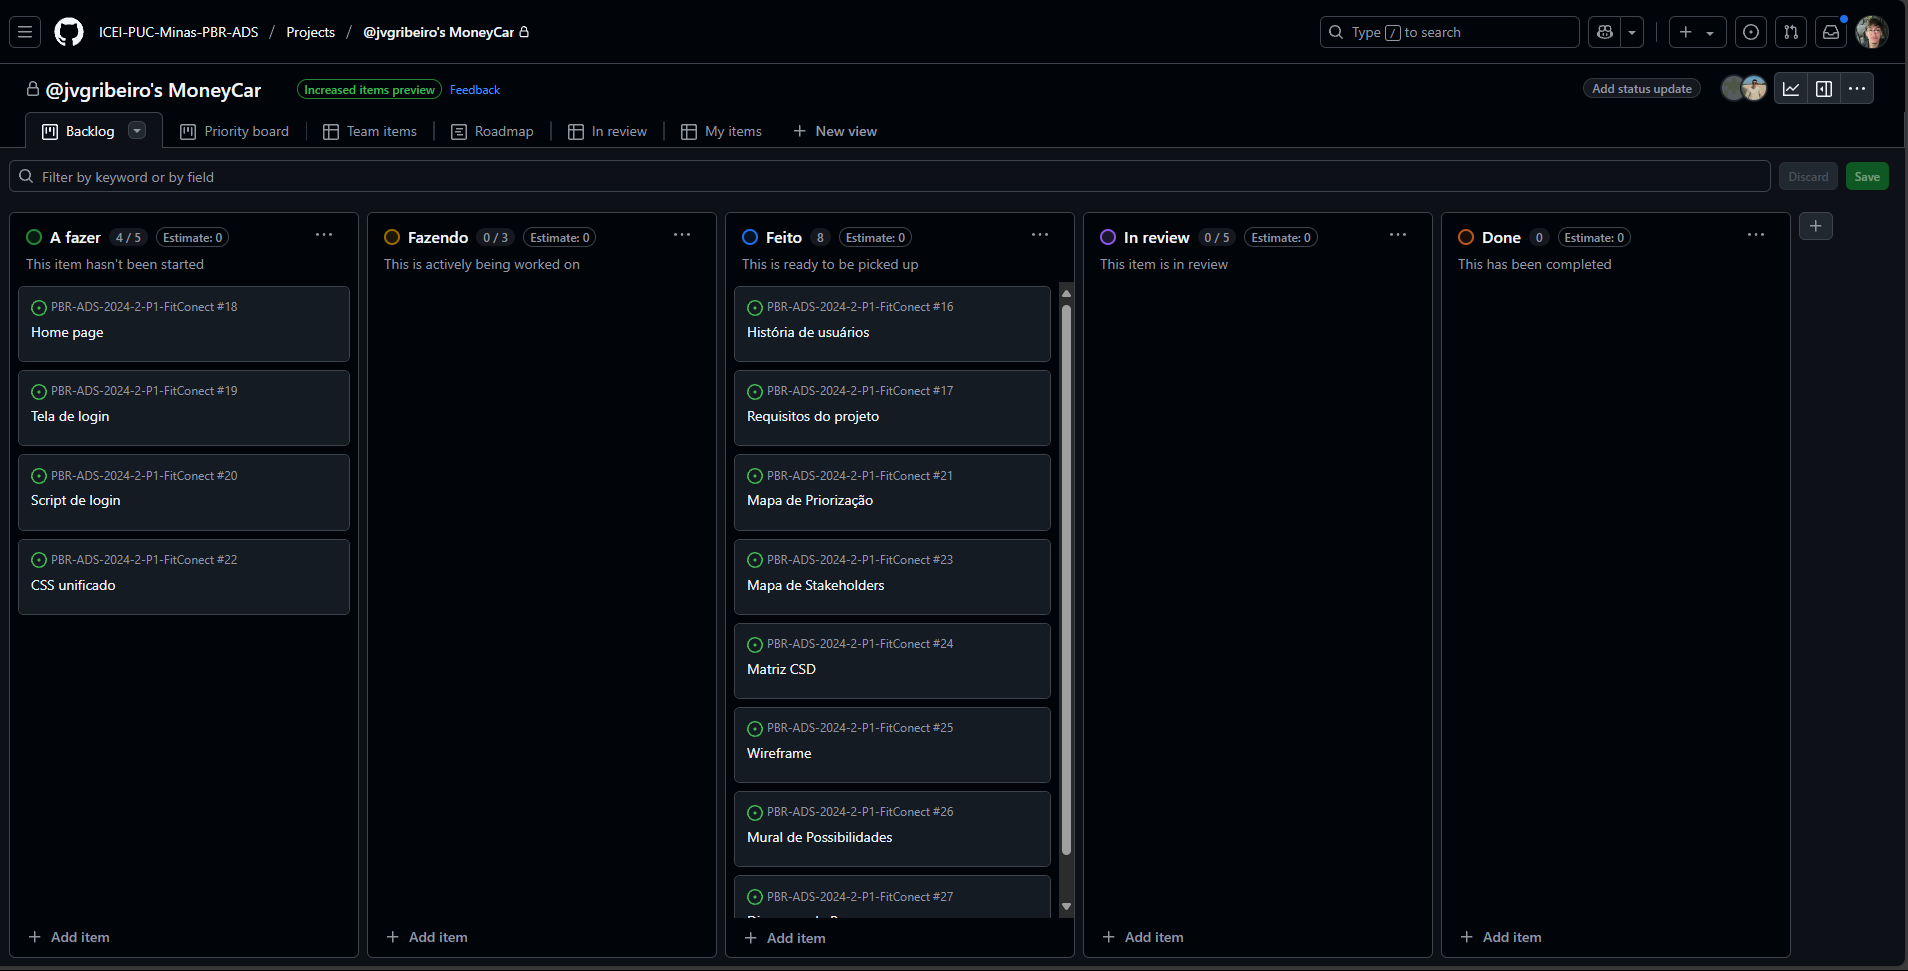 ICEI-PUC-Minas-PBR-ADS / Projects / @jvgribeiro's MoneyCar
Type / to search
@jvgribeiro's MoneyCar
Increased items preview
Feedback
Add status update
Backlog
Priority board
Team items
Roadmap
In review
My items
New view
Filter by keyword or by field
Discard
Save
A fazer 4 / 5 Estimate: 0
This item hasn't been started
PBR-ADS-2024-2-P1-FitConect #18
Home page
PBR-ADS-2024-2-P1-FitConect #19
Tela de login
PBR-ADS-2024-2-P1-FitConect #20
Script de login
PBR-ADS-2024-2-P1-FitConect #22
CSS unificado
Add item
Fazendo 0 / 3 Estimate: 0
This is actively being worked on
Add item
Feito 8 Estimate: 0
This is ready to be picked up
PBR-ADS-2024-2-P1-FitConect #16
História de usuários
PBR-ADS-2024-2-P1-FitConect #17
Requisitos do projeto
PBR-ADS-2024-2-P1-FitConect #21
Mapa de Priorização
PBR-ADS-2024-2-P1-FitConect #23
Mapa de Stakeholders
PBR-ADS-2024-2-P1-FitConect #24
Matriz CSD
PBR-ADS-2024-2-P1-FitConect #25
Wireframe
PBR-ADS-2024-2-P1-FitConect #26
Mural de Possibilidades
PBR-ADS-2024-2-P1-FitConect #27
Add item
In review 0 / 5 Estimate: 0
This item is in review
Add item
Done 0 Estimate: 0
This has been completed
Add item